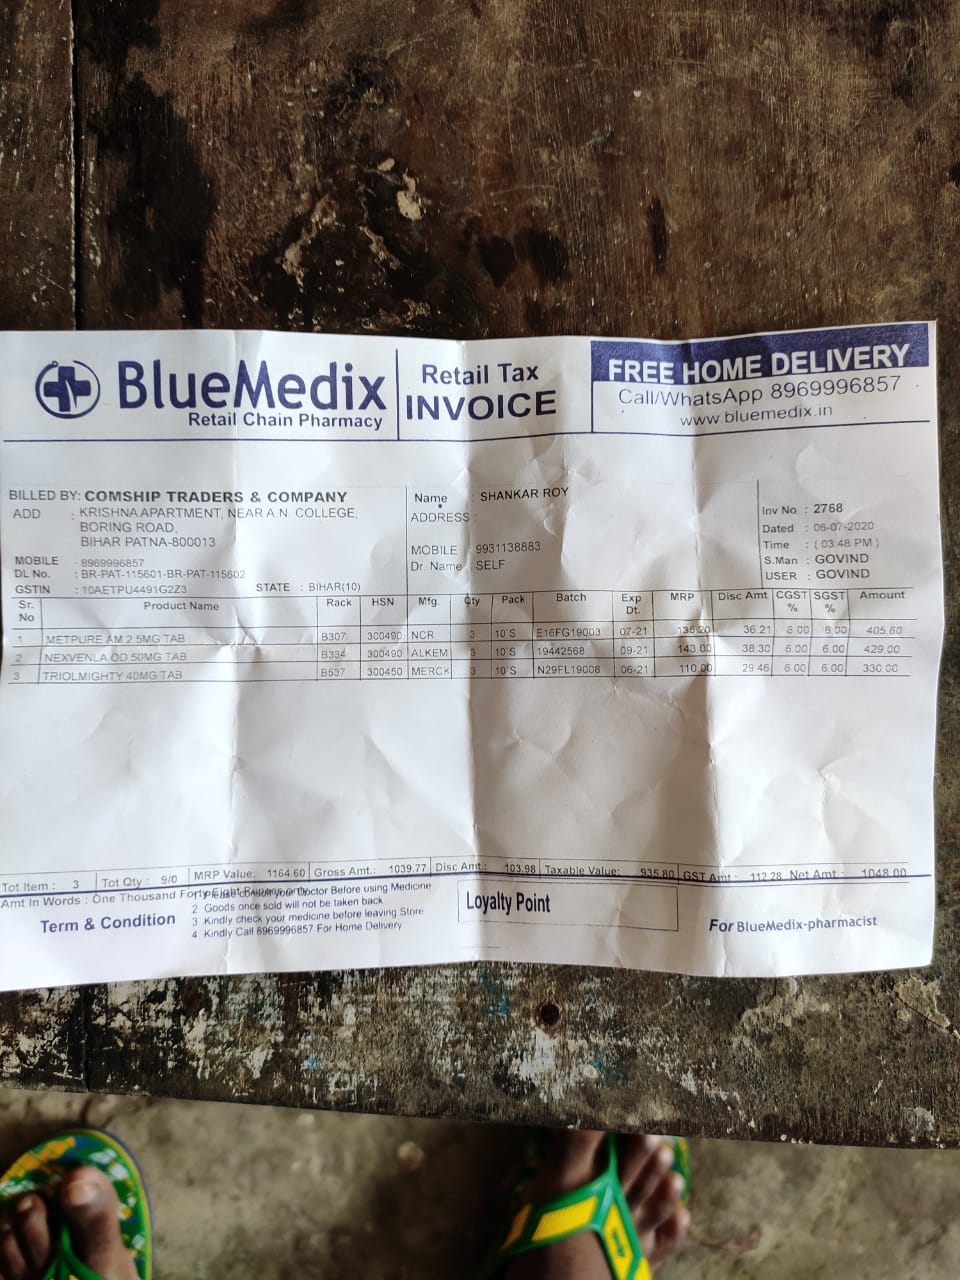 BlueMedix
Retail Chain Pharmacy
Retail Tax
INVOICE
FREE HOME DELIVERY
Call/WhatsApp 8969996857
www.bluemedix.in
BILLED BY: COMSHIP TRADERS & COMPANY
ADD : KRISHNA APARTMENT, NEAR A.N. COLLEGE,
BORING ROAD,
BIHAR PATNA-800013
MOBILE : 8969996857
DL No. : BR-PAT-115601-BR-PAT-115602
GSTIN : 10AETPU4491G2Z3 STATE : BIHAR(10)
Name : SHANKAR ROY
ADDRESS :
MOBILE 9931138883
Dr. Name : SELF
Inv No : 2768
Dated : 06-07-2020
Time : ( 03:48 PM )
S.Man : GOVIND
USER : GOVIND
Sr. No Product Name Rack HSN Mfg. Qty Pack Batch Exp Dt. MRP Disc Amt CGST % SGST % Amount
1 METPURE AM 2.5MG TAB B307 300490 NCR 3 10'S E16FG19003 07-21 135.20 36.21 6.00 6.00 405.60
2 NEXVENLA OD 50MG TAB B334 300490 ALKEM 3 10'S 19442568 09-21 143.00 38.30 6.00 6.00 429.00
3 TRIOLMIGHTY 40MG TAB B537 300450 MERCK 3 10'S N29FL19008 06-21 110.00 29.46 6.00 6.00 330.00
Tot Item : 3 Tot Qty : 9/0 MRP Value: 1164.60 Gross Amt.: 1039.77 Disc Amt.: 103.98 Taxable Value: 935.80 GST Amt : 112.28 Net Amt.: 1048.00
Amt In Words : One Thousand Forty Eight Rupees only
Term & Condition
Doctor Before using Medicine
2 Goods once sold will not be taken back
3. Kindly check your medicine before leaving Store
4. Kindly Call 8969996857 For Home Delivery
Loyalty Point
For BlueMedix-pharmacist